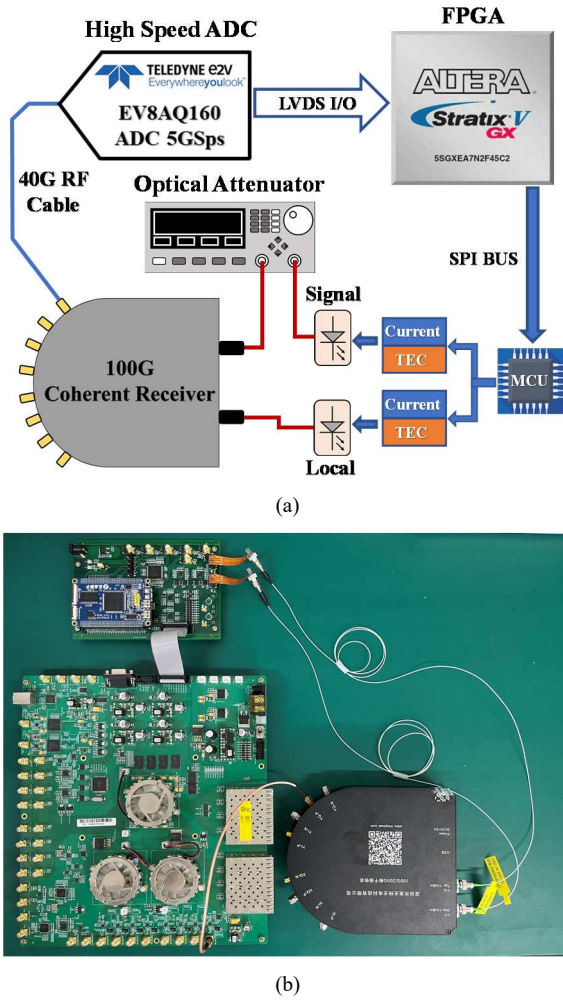 FPGA
High Speed ADC
TELEDYNE e2v
Everywhereyoulook™
EV8AQ160
ADC 5GSps
LVDS I/O
ALTERA®
Stratix® V
GX
5SGXEA7N2F45C2
40G RF
Cable
Optical Attenuator
SPI BUS
Signal
Current
TEC
MCU
100G
Coherent Receiver
Current
TEC
Local
(a)
(b)